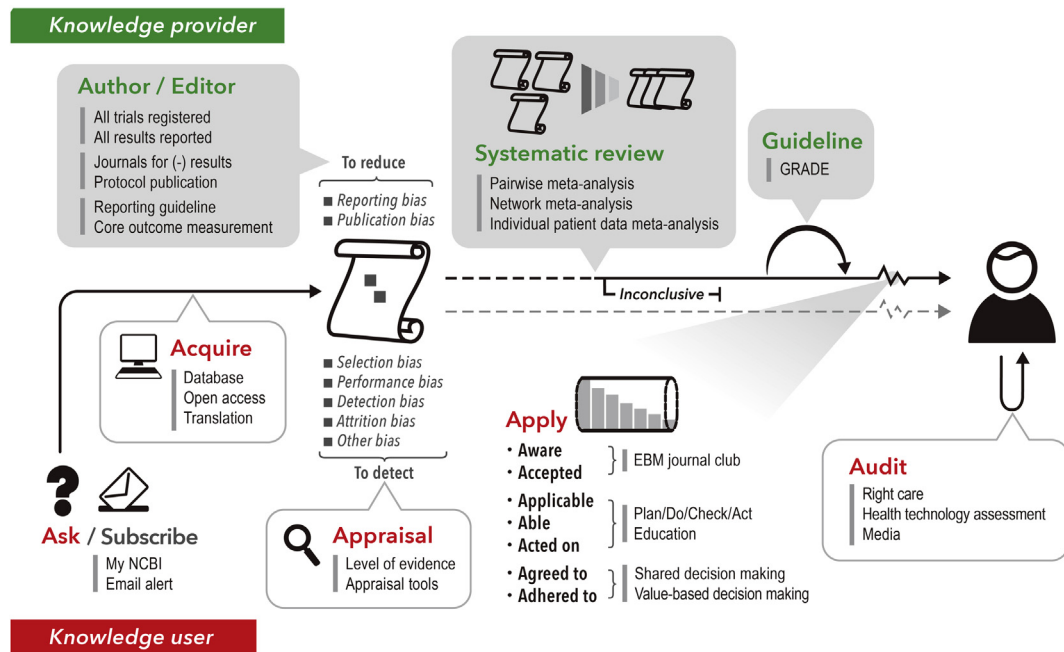 Knowledge provider
Author / Editor
All trials registered
All results reported
Journals for (-) results
Protocol publication
Reporting guideline
Core outcome measurement
To reduce
Reporting bias
Publication bias
Systematic review
Pairwise meta-analysis
Network meta-analysis
Individual patient data meta-analysis
Guideline
GRADE
Inconclusive
Acquire
Database
Open access
Translation
Selection bias
Performance bias
Detection bias
Attrition bias
Other bias
To detect
Ask / Subscribe
My NCBI
Email alert
Appraisal
Level of evidence
Appraisal tools
Apply
· Aware
· Accepted
EBM journal club
· Applicable
· Able
· Acted on
Plan/Do/Check/Act
Education
· Agreed to
· Adhered to
Shared decision making
Value-based decision making
Audit
Right care
Health technology assessment
Media
Knowledge user